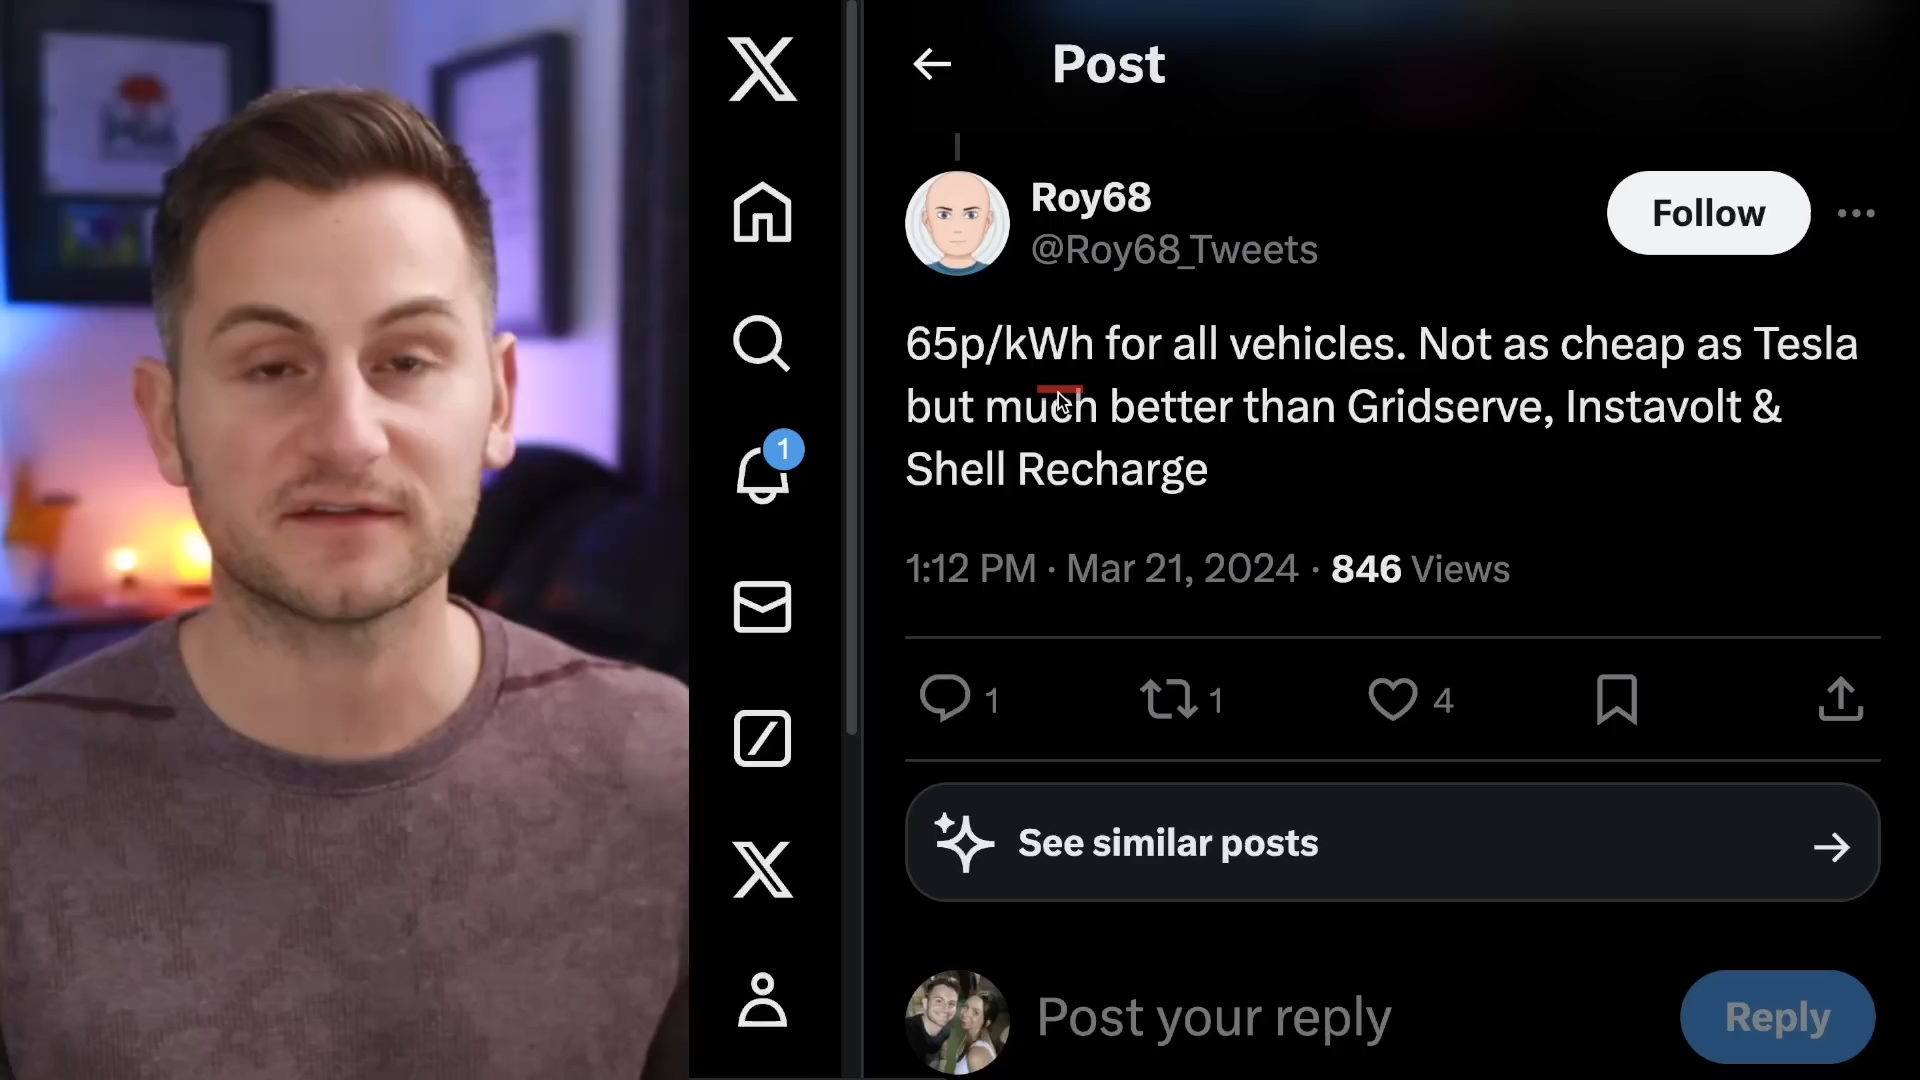 Post
Roy68
@Roy68_Tweets
Follow
65p/kWh for all vehicles. Not as cheap as Tesla
but much better than Gridserve, Instavolt &
Shell Recharge
1:12 PM · Mar 21, 2024 · 846 Views
1
1
1
4
See similar posts
Post your reply
Reply